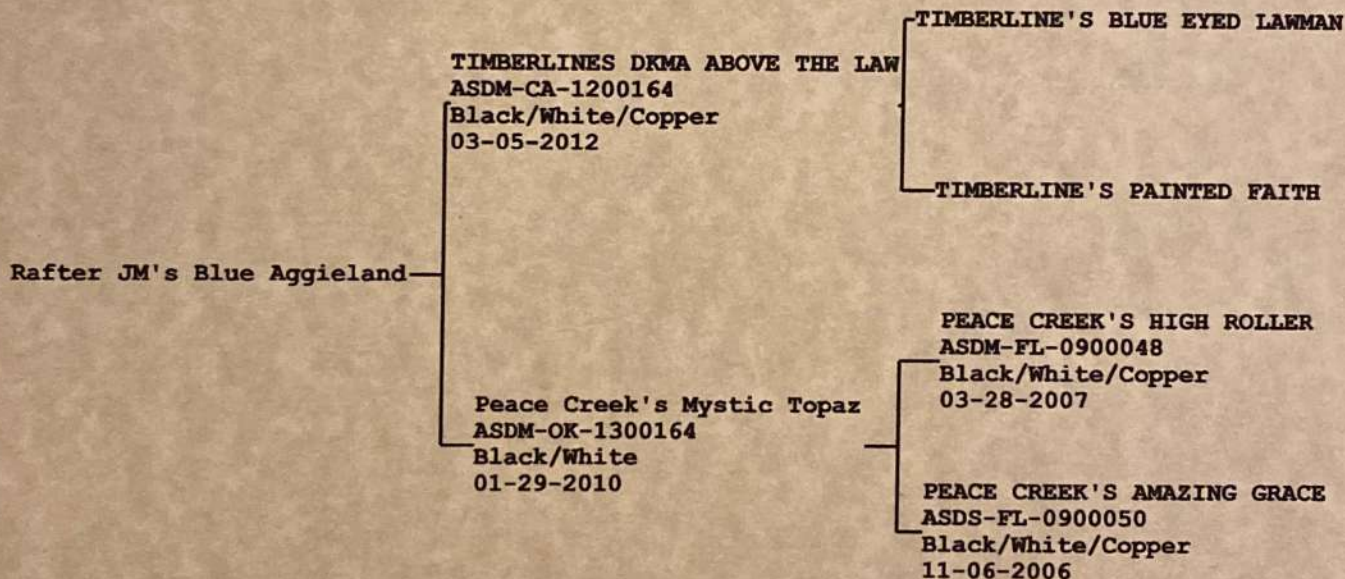 TIMBERLINE'S BLUE EYED LAWMAN
TIMBERLINES DKMA ABOVE THE LAW
ASDM-CA-1200164
Black/White/Copper
03-05-2012
TIMBERLINE'S PAINTED FAITH
Rafter JM's Blue Aggieland
PEACE CREEK'S HIGH ROLLER
ASDM-FL-0900048
Black/White/Copper
03-28-2007
Peace Creek's Mystic Topaz
ASDM-OK-1300164
Black/White
01-29-2010
PEACE CREEK'S AMAZING GRACE
ASDS-FL-0900050
Black/White/Copper
11-06-2006